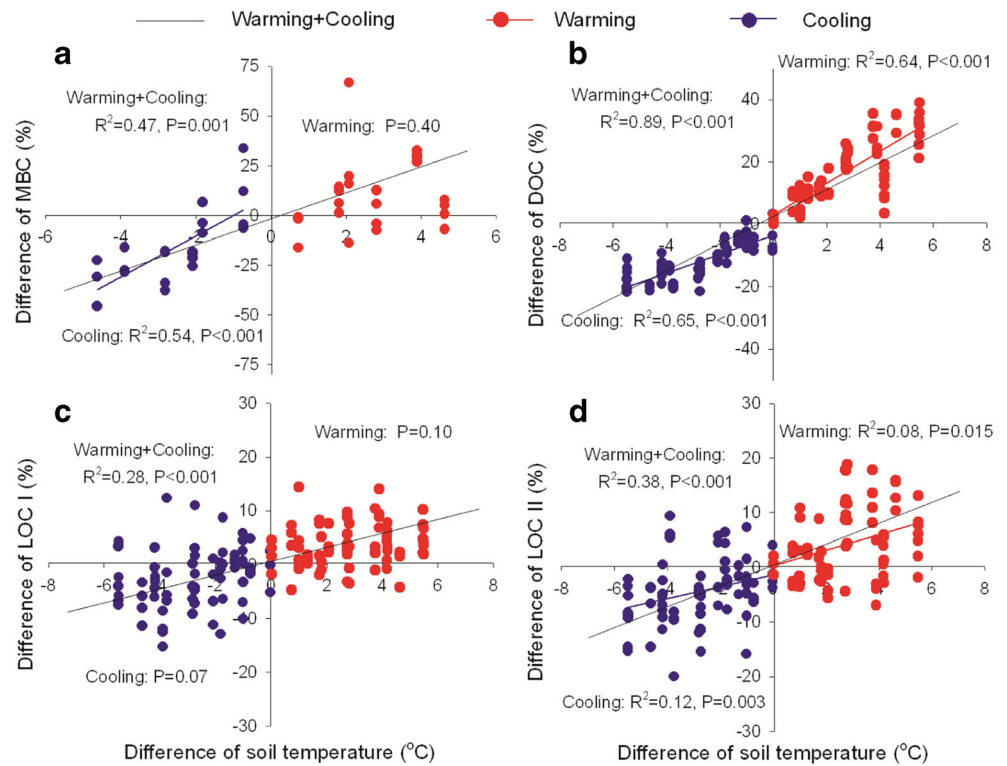 Warming+Cooling Warming Cooling
a
Difference of MBC (%)
75
50
25
0
-25
-50
-75
-6 -4 -2 0 2 4 6
Warming+Cooling:
R²=0.47, P=0.001
Warming: P=0.40
Cooling: R²=0.54, P<0.001
b
Difference of DOC (%)
40
20
0
-20
-40
-8 -6 -4 -2 0 2 4 6 8
Warming: R²=0.64, P<0.001
Warming+Cooling:
R²=0.89, P<0.001
Cooling: R²=0.65, P<0.001
c
Difference of LOC I (%)
30
20
10
0
-10
-20
-30
-8 -6 -4 -2 0 2 4 6 8
Warming+Cooling:
R²=0.28, P<0.001
Warming: P=0.10
Cooling: P=0.07
Difference of soil temperature (°C)
d
Difference of LOC II (%)
30
20
10
0
-10
-20
-30
-8 -6 -4 -2 0 2 4 6 8
Warming: R²=0.08, P=0.015
Warming+Cooling:
R²=0.38, P<0.001
Cooling: R²=0.12, P=0.003
Difference of soil temperature (°C)